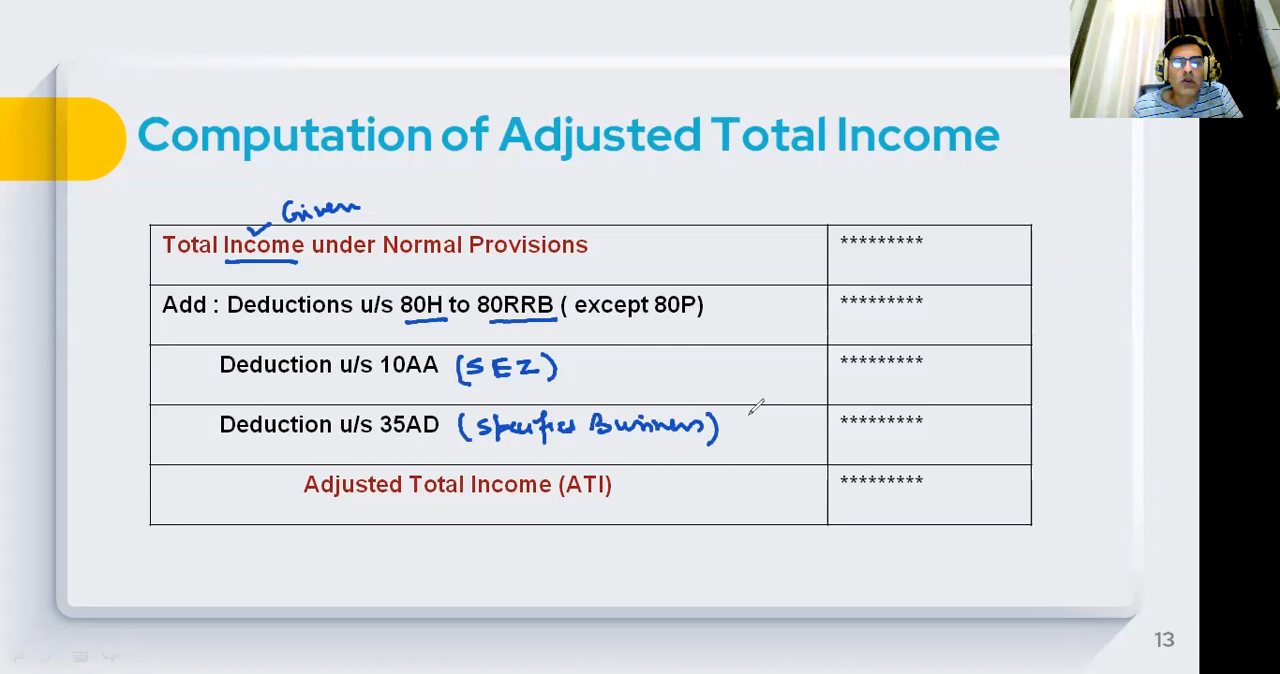 Computation of Adjusted Total Income
Given
Total Income under Normal Provisions *********
Add : Deductions u/s 80H to 80RRB ( except 80P) *********
Deduction u/s 10AA (SEZ) *********
Deduction u/s 35AD (Specified Business) *********
Adjusted Total Income (ATI) *********
13